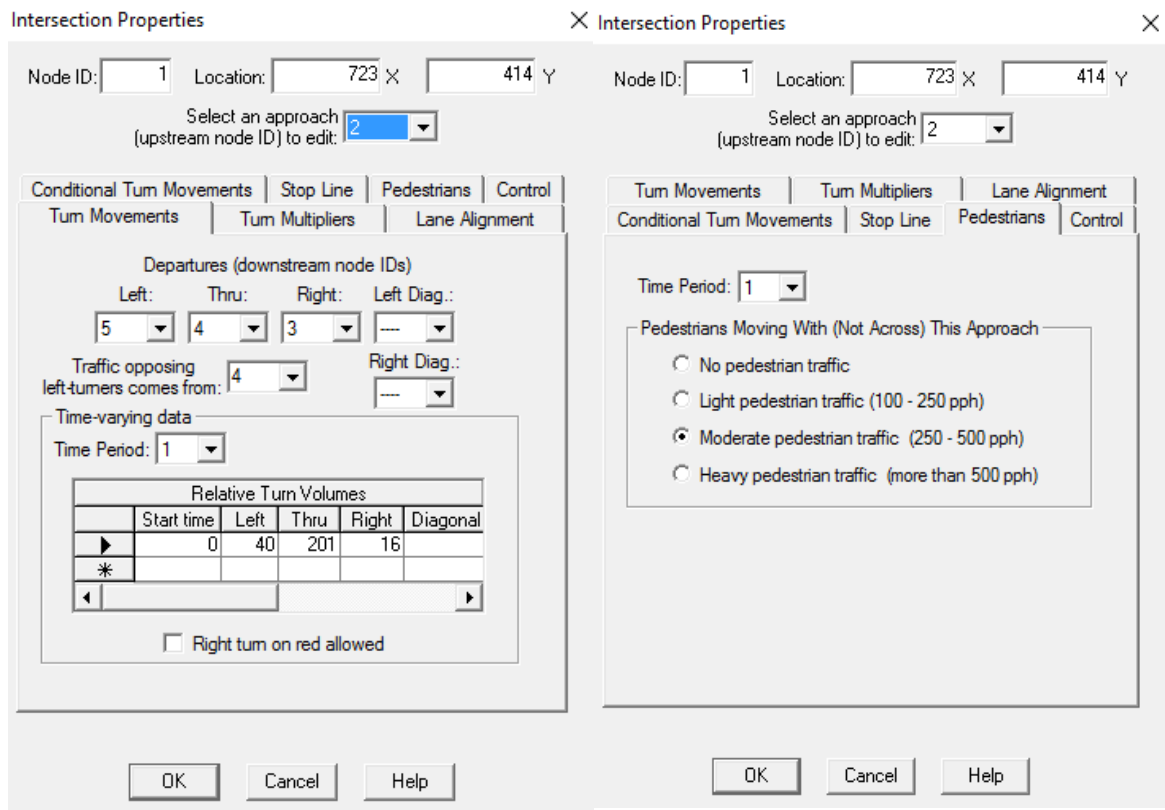 Intersection Properties
Node ID: 1 Location: 723 X 414 Y
Select an approach
(upstream node ID) to edit: 2
Conditional Turn Movements Stop Line Pedestrians Control
Turn Movements Turn Multipliers Lane Alignment
Departures (downstream node IDs)
Left: Thru: Right: Left Diag.:
5 4 3 ----
Traffic opposing
left-turners comes from: 4
Right Diag.:
----
Time-varying data
Time Period: 1
Relative Turn Volumes
Start time Left Thru Right Diagonal
0 40 201 16
Right turn on red allowed
OK Cancel Help
Intersection Properties
Node ID: 1 Location: 723 X 414 Y
Select an approach
(upstream node ID) to edit: 2
Turn Movements Turn Multipliers Lane Alignment
Conditional Turn Movements Stop Line Pedestrians Control
Time Period: 1
Pedestrians Moving With (Not Across) This Approach
No pedestrian traffic
Light pedestrian traffic (100 - 250 pph)
Moderate pedestrian traffic (250 - 500 pph)
Heavy pedestrian traffic (more than 500 pph)
OK Cancel Help